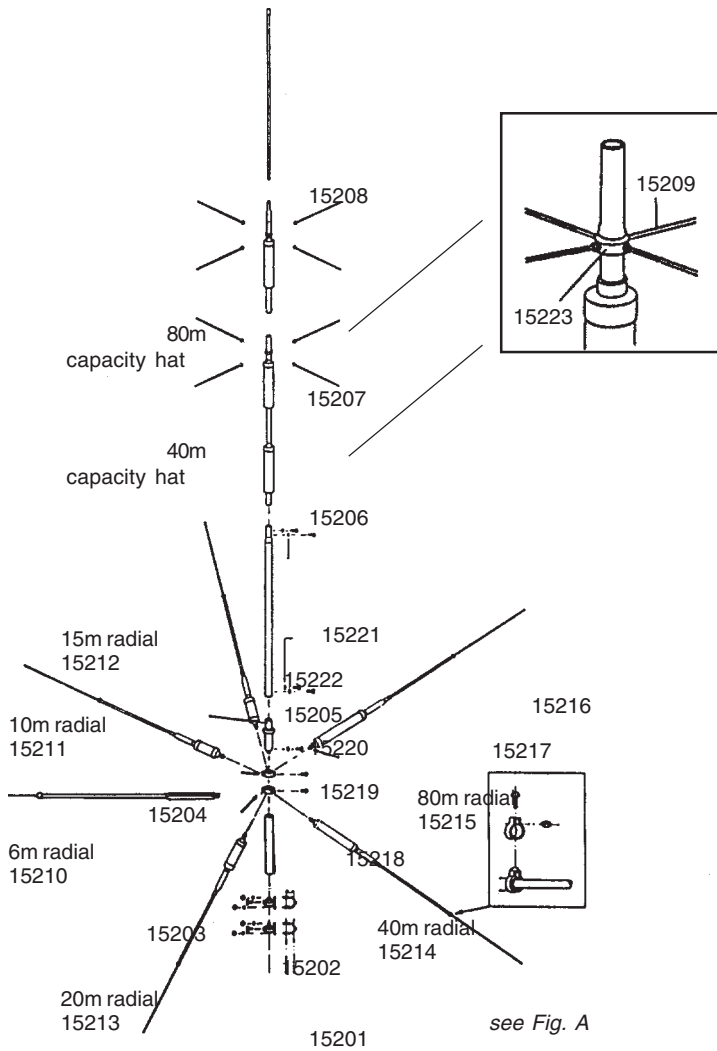 15208
15209
15223
80m
capacity hat
15207
40m
capacity hat
15206
15m radial
15212
15221
15222
15205
15216
10m radial
15211
15220
15217
15219
80m radial
15215
15204
6m radial
15210
15218
15203
40m radial
15214
15202
20m radial
15213
see Fig. A
15201